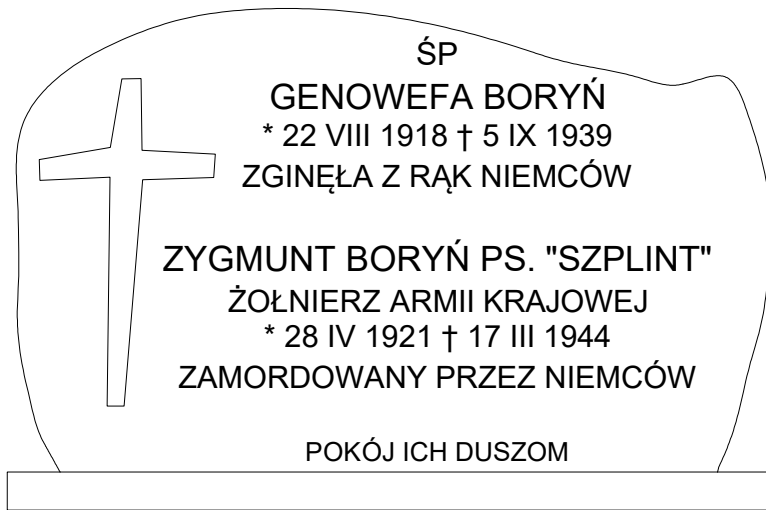 ŚP
GENOWEFA BORYŃ
* 22 VIII 1918 † 5 IX 1939
ZGINĘŁA Z RĄK NIEMCÓW
ZYGMUNT BORYŃ PS. "SZPLINT"
ŻOŁNIERZ ARMII KRAJOWEJ
* 28 IV 1921 † 17 III 1944
ZAMORDOWANY PRZEZ NIEMCÓW
POKÓJ ICH DUSZOM